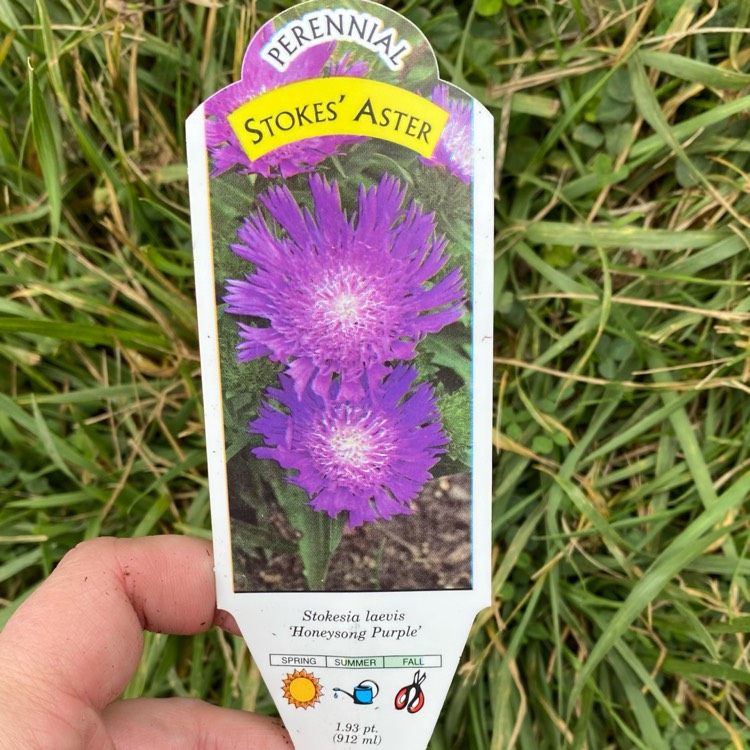 PERENNIAL
STOKES' ASTER
Stokesia laevis
'Honeysong Purple'
SPRING SUMMER FALL
1.93 pt.
(912 ml)